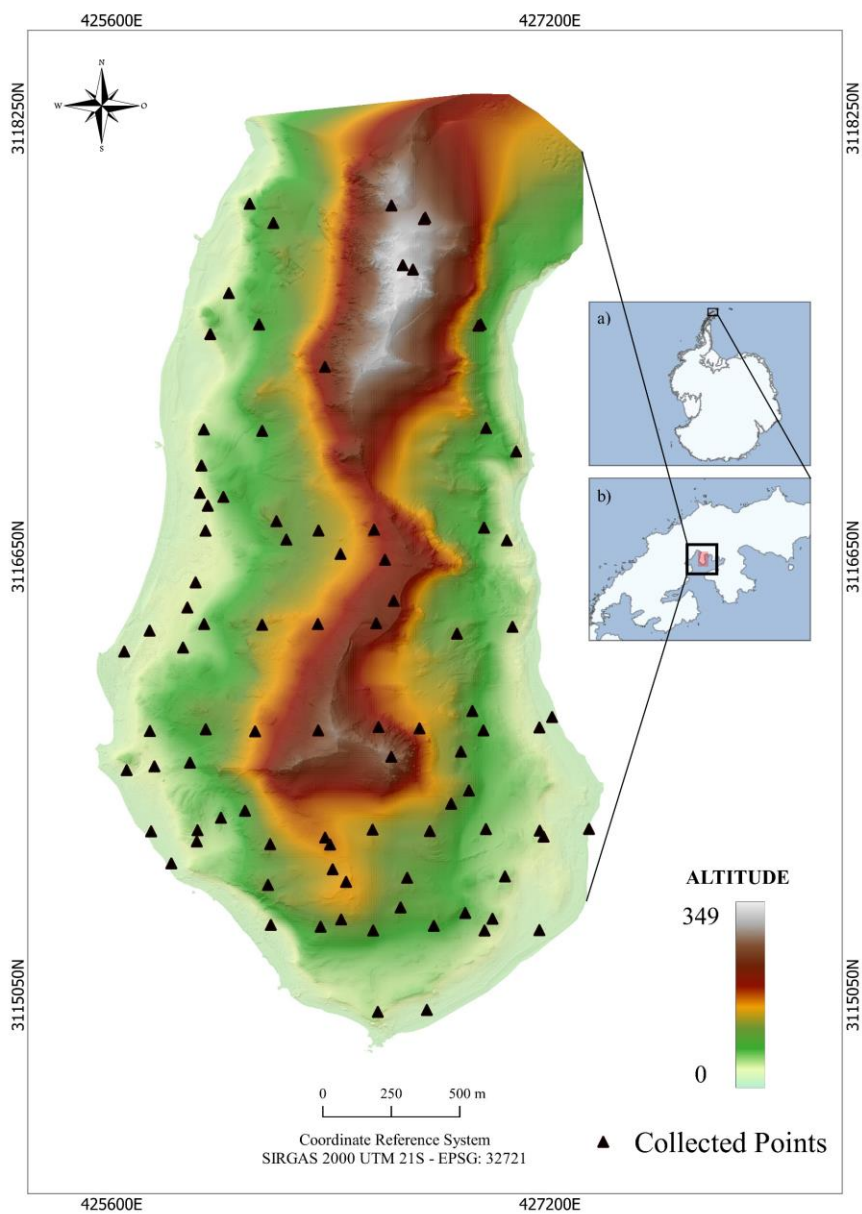 425600E 427200E
3118250N 3118250N
N
W O
S
a)
b)
3116650N 3116650N
ALTITUDE
349
0
3115050N 3115050N
0 250 500 m
Coordinate Reference System
SIRGAS 2000 UTM 21S - EPSG: 32721
Collected Points
425600E 427200E